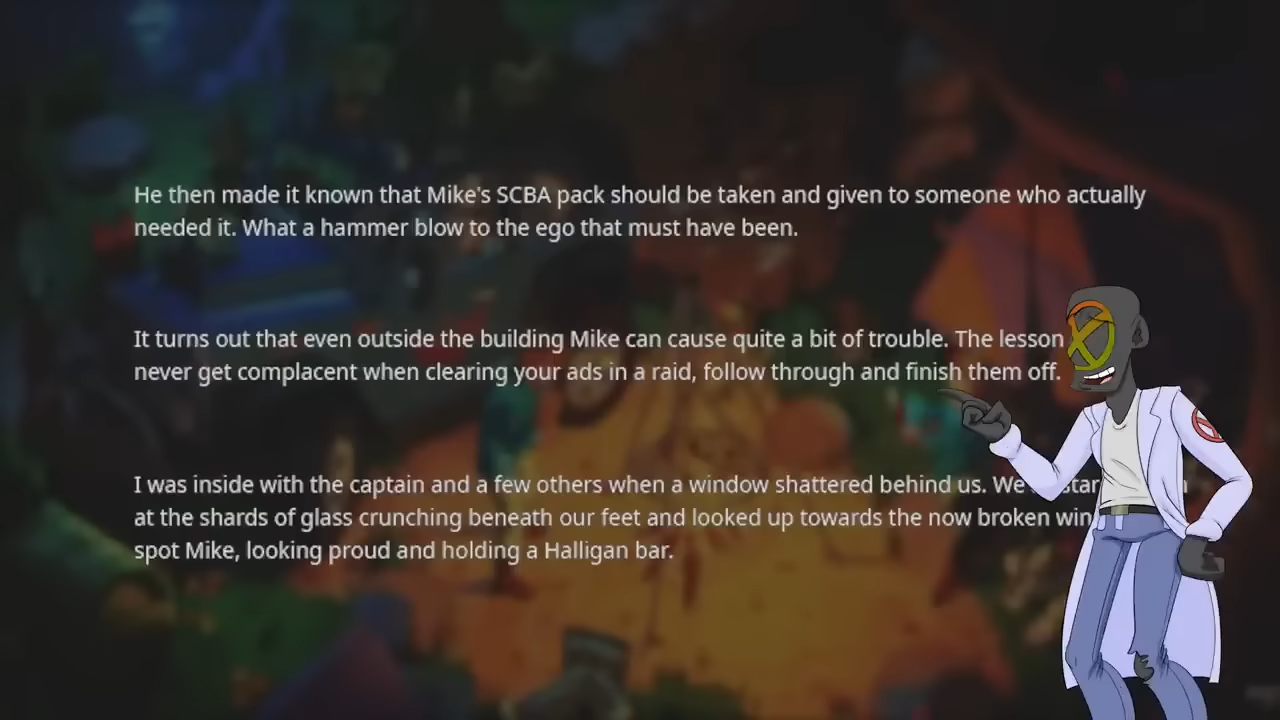 He then made it known that Mike's SCBA pack should be taken and given to someone who actually
needed it. What a hammer blow to the ego that must have been.
It turns out that even outside the building Mike can cause quite a bit of trouble. The lesson
never get complacent when clearing your ads in a raid, follow through and finish them off.
I was inside with the captain and a few others when a window shattered behind us. We
at the shards of glass crunching beneath our feet and looked up towards the now broken
spot Mike, looking proud and holding a Halligan bar.